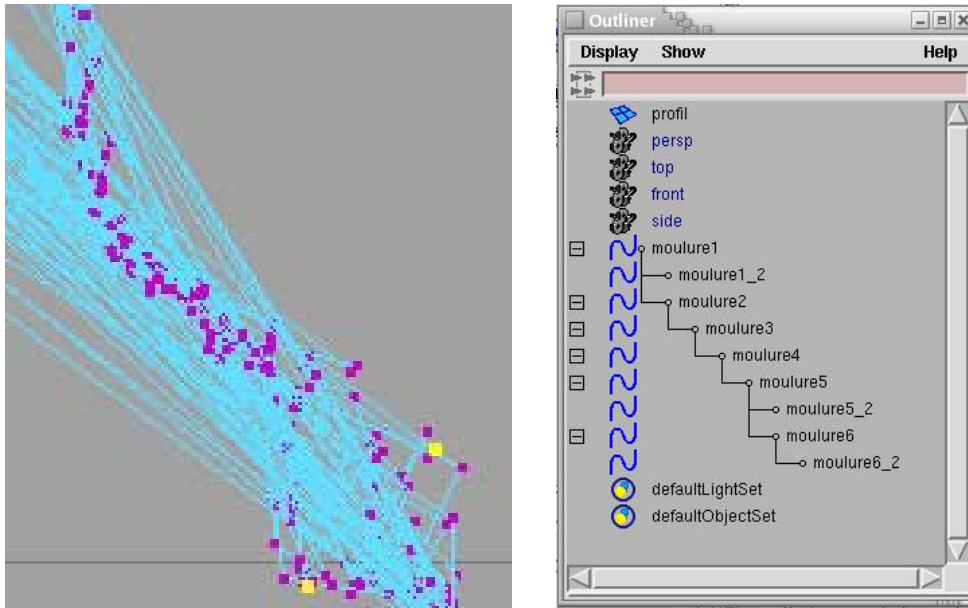 Outliner
Display Show Help
profil
persp
top
front
side
moulure1
moulure1_2
moulure2
moulure3
moulure4
moulure5
moulure5_2
moulure6
moulure6_2
defaultLightSet
defaultObjectSet